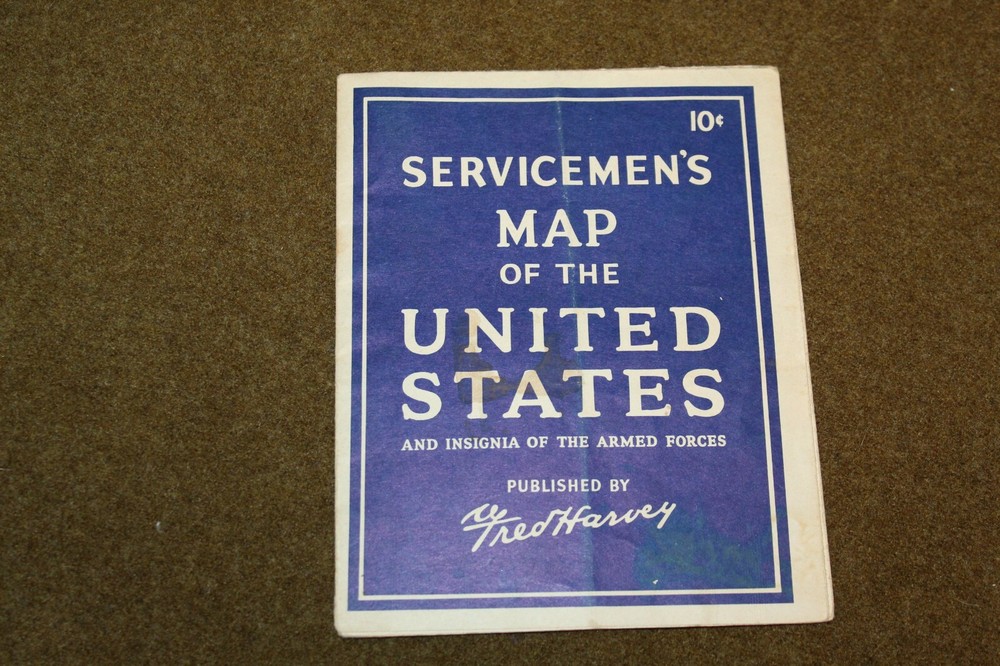 10¢
SERVICEMEN'S
MAP
OF THE
UNITED
STATES
AND INSIGNIA OF THE ARMED FORCES
PUBLISHED BY
Fred Harvey